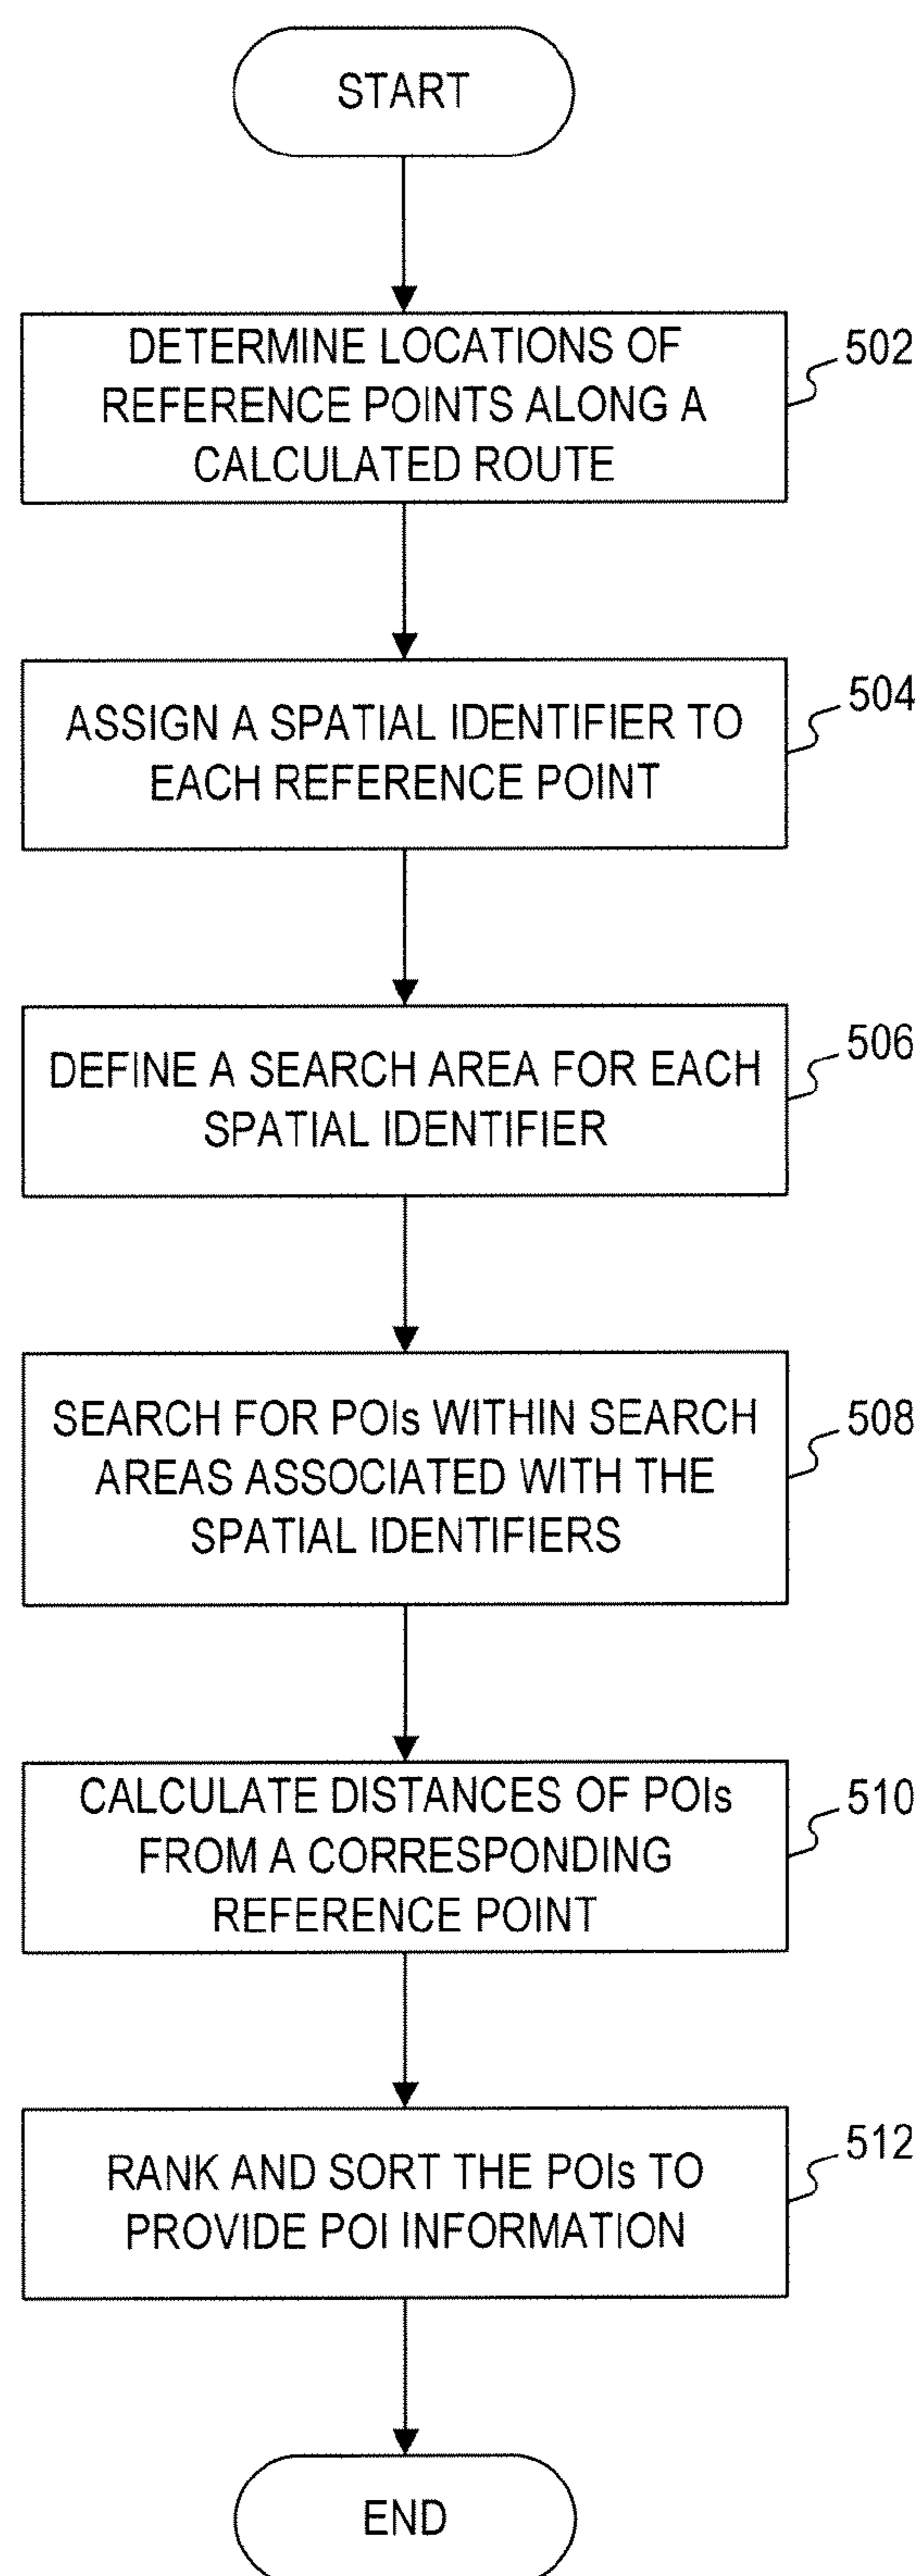 START
DETERMINE LOCATIONS OF
REFERENCE POINTS ALONG A
CALCULATED ROUTE
502
ASSIGN A SPATIAL IDENTIFIER TO
EACH REFERENCE POINT
504
DEFINE A SEARCH AREA FOR EACH
SPATIAL IDENTIFIER
506
SEARCH FOR POIs WITHIN SEARCH
AREAS ASSOCIATED WITH THE
SPATIAL IDENTIFIERS
508
CALCULATE DISTANCES OF POIs
FROM A CORRESPONDING
REFERENCE POINT
510
RANK AND SORT THE POIs TO
PROVIDE POI INFORMATION
512
END